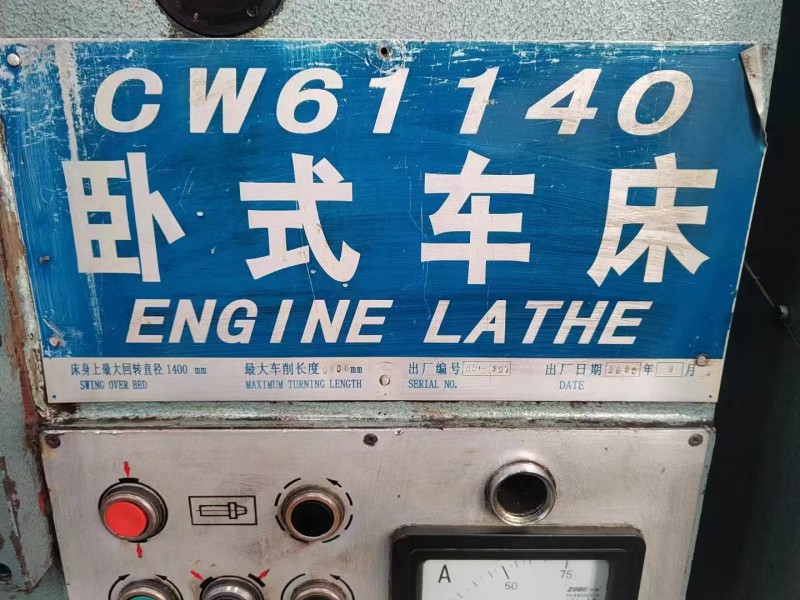 CW61140
卧式车床
ENGINE LATHE
床身上最大回转直径 1400 mm 最大车削长度 mm 出厂编号 出厂日期 年 月
SWING OVER BED MAXIMUM TURNING LENGTH SERIAL NO. DATE
A 50 75